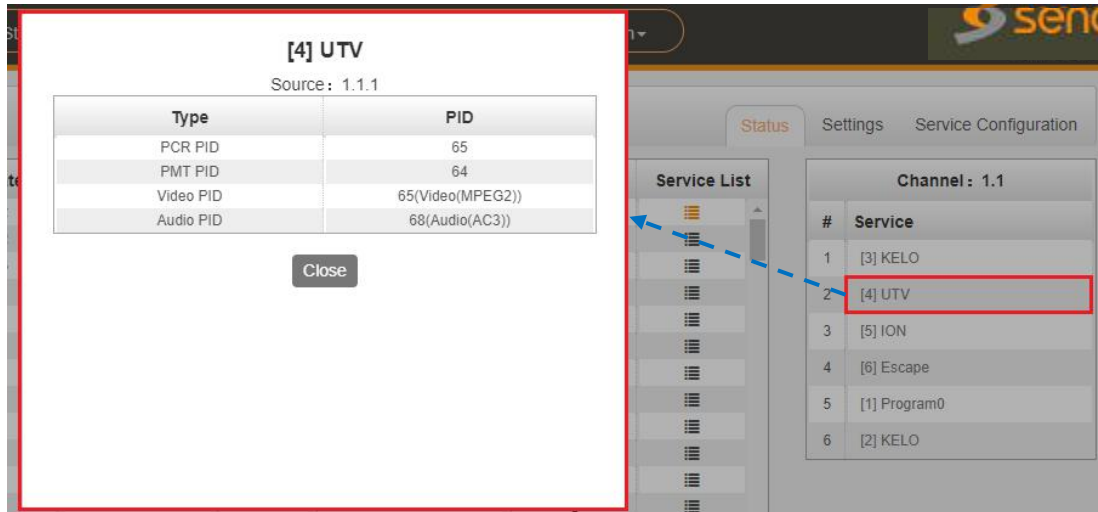 [4] UTV
Source：1.1.1
Type PID
PCR PID 65
PMT PID 64
Video PID 65(Video(MPEG2))
Audio PID 68(Audio(AC3))
Close
Status Settings Service Configuration
Service List
Channel：1.1
# Service
1 [3] KELO
2 [4] UTV
3 [5] ION
4 [6] Escape
5 [1] Program0
6 [2] KELO